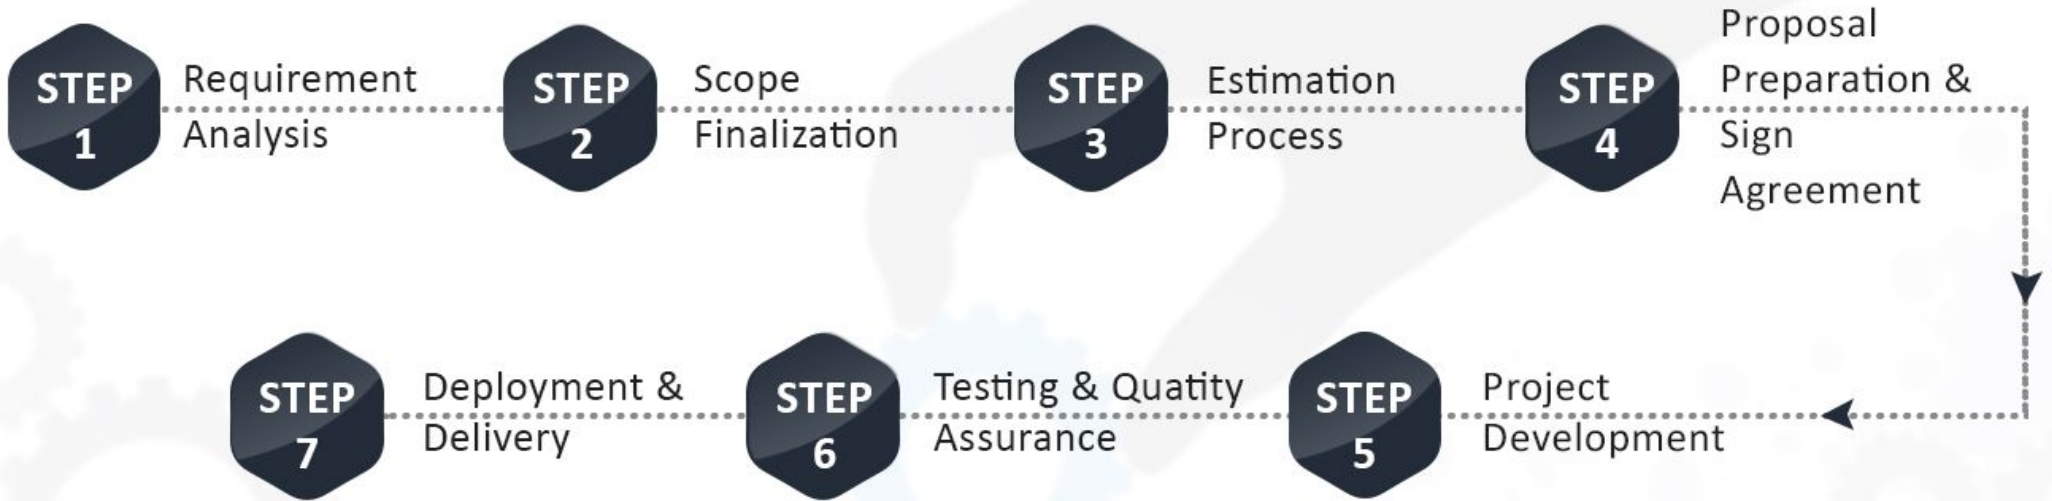 STEP
1
Requirement
Analysis
STEP
2
Scope
Finalization
STEP
3
Estimation
Process
STEP
4
Proposal
Preparation &
Sign
Agreement
STEP
5
Project
Development
STEP
6
Testing & Quatity
Assurance
STEP
7
Deployment &
Delivery